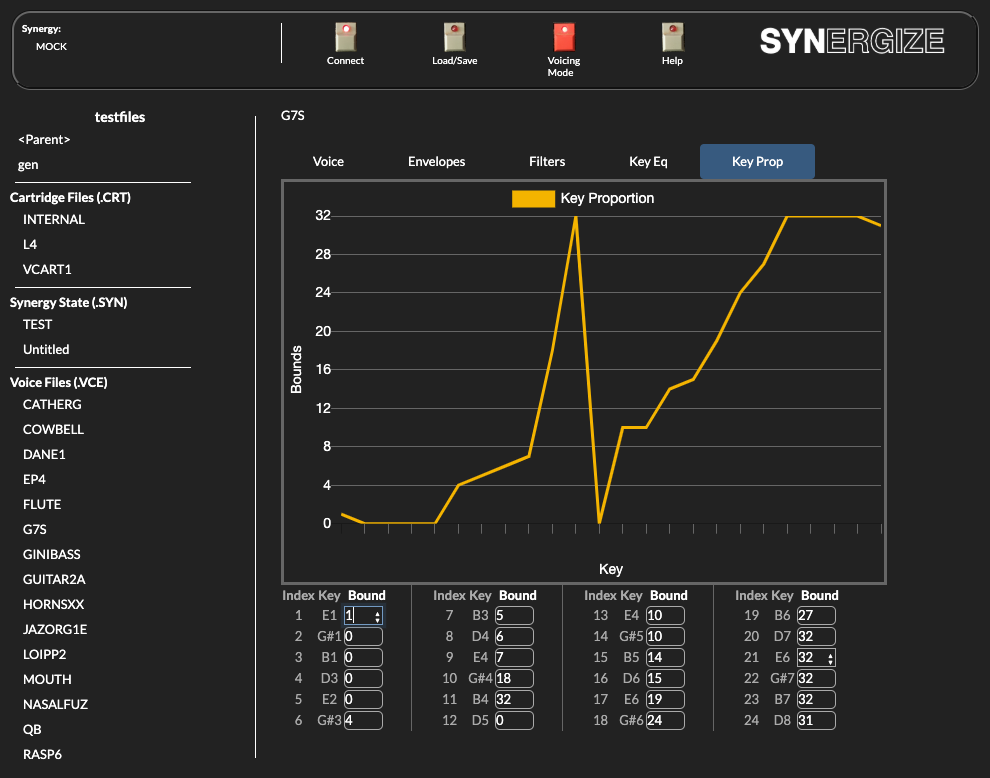 Synergy:
MOCK
Connect
Load/Save
Voicing
Mode
Help
SYNERGIZE
testfiles
<Parent>
gen
Cartridge Files (.CRT)
INTERNAL
L4
VCART1
Synergy State (.SYN)
TEST
Untitled
Voice Files (.VCE)
CATHERG
COWBELL
DANE1
EP4
FLUTE
G7S
GINIBASS
GUITAR2A
HORNSXX
JAZORG1E
LOIPP2
MOUTH
NASALFUZ
QB
RASP6
G7S
Voice Envelopes Filters Key Eq Key Prop
Key Proportion
32
28
24
20
16
12
8
4
0
Bounds
Key
Index Key Bound
1 E1 1
2 G#1 0
3 B1 0
4 D3 0
5 E2 0
6 G#3 4
Index Key Bound
7 B3 5
8 D4 6
9 E4 7
10 G#4 18
11 B4 32
12 D5 0
Index Key Bound
13 E4 10
14 G#5 10
15 B5 14
16 D6 15
17 E6 19
18 G#6 24
Index Key Bound
19 B6 27
20 D7 32
21 E6 32
22 G#7 32
23 B7 32
24 D8 31